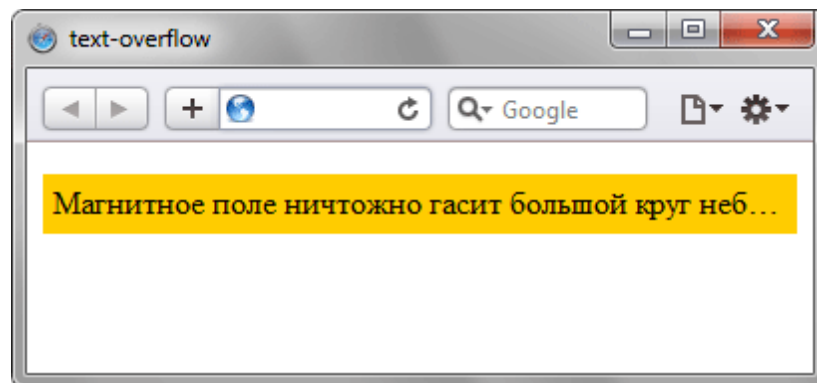 text-overflow
Google
Магнитное поле ничтожно гасит большой круг неб…